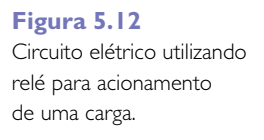 Figura 5.12
Circuito elétrico utilizando
relé para acionamento
de uma carga.